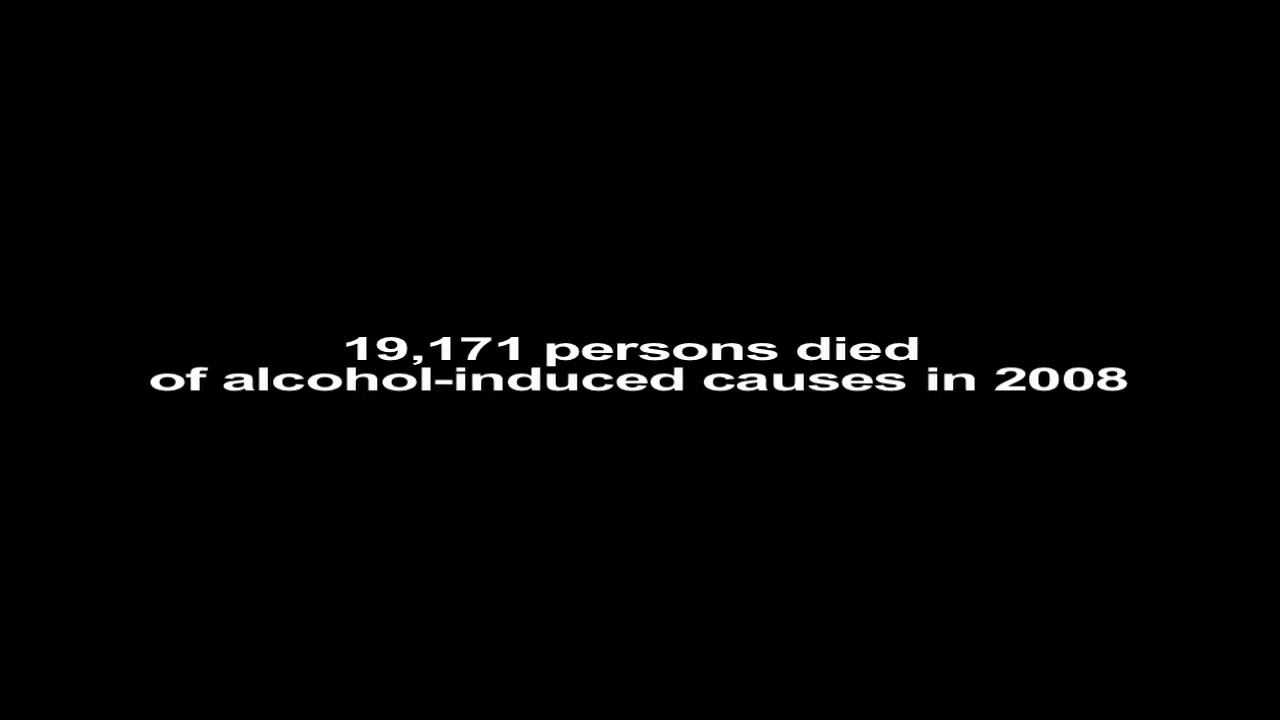 19,171 persons died
of alcohol-induced causes in 2008